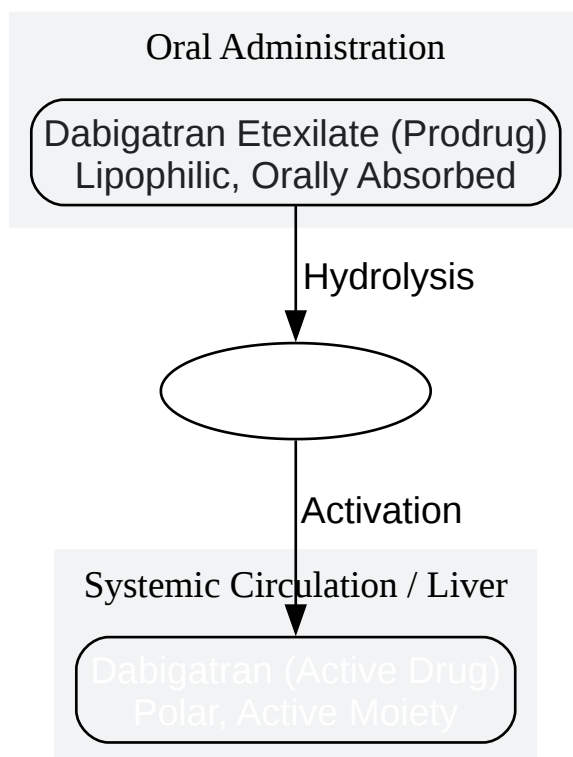 Oral Administration
Dabigatran Etexilate (Prodrug)
Lipophilic, Orally Absorbed
Hydrolysis
Activation
Systemic Circulation / Liver
Dabigatran (Active Drug)
Polar, Active Moiety